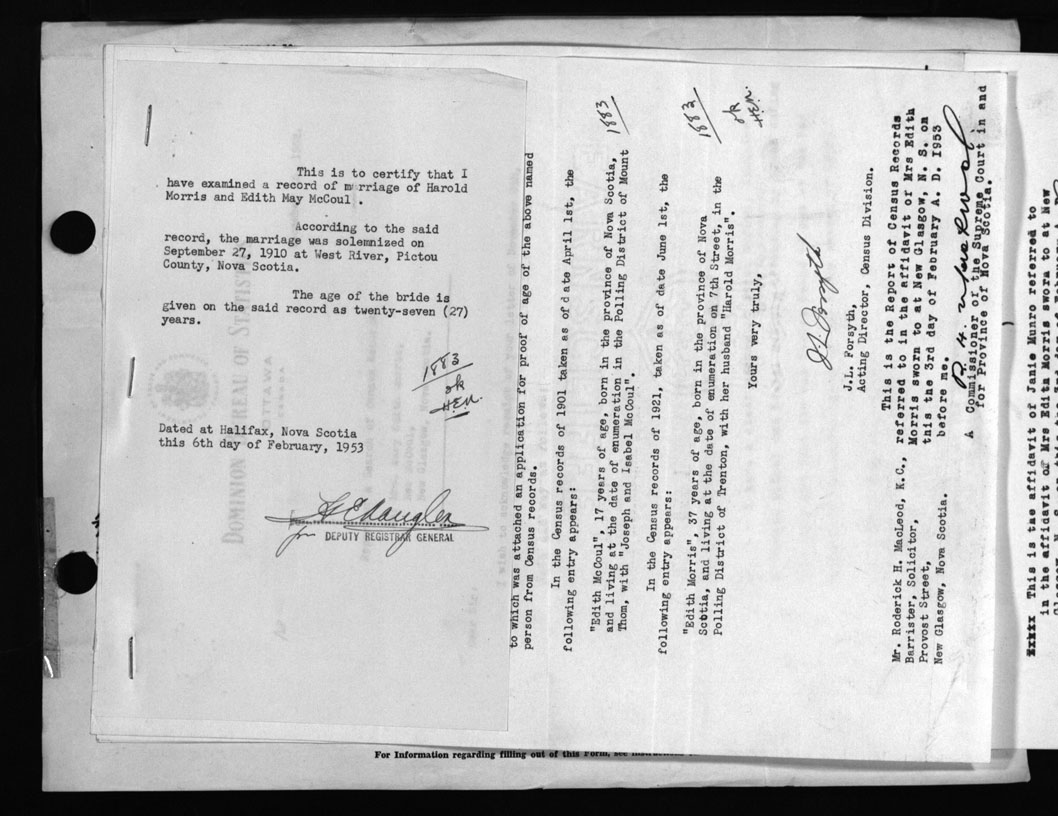 This is to certify that I
have examined a record of marriage of Harold
Morris and Edith May McCoul .
According to the said
record, the marriage was solemnized on
September 27, 1910 at West River, Pictou
County, Nova Scotia.
The age of the bride is
given on the said record as twenty-seven (27)
years.
1883
ok
H.E.M.
Dated at Halifax, Nova Scotia
this 6th day of February, 1953
for DEPUTY REGISTRAR GENERAL
DOMINION BUREAU OF STATIS
OTTAWA
CANADA
to which was attached an application for proof of age of the above named
person from Census records.
In the Census records of 1901 taken as of date April 1st, the
following entry appears:
1883
"Edith McCoul", 17 years of age, born in the province of Nova Scotia,
and living at the date of enumeration in the Polling District of Mount
Thom, with "Joseph and Isabel McCoul".
In the Census records of 1921, taken as of date June 1st, the
following entry appears:
1883
ok
H.E.M.
"Edith Morris", 37 years of age, born in the province of Nova
Scotia, and living at the date of enumeration on 7th Street, in the
Polling District of Trenton, with her husband "Harold Morris".
Yours very truly,
J.L. Forsyth
J.L. Forsyth,
Acting Director, Census Division.
Mr. Roderick H. MacLeod, K.C.,
Barrister, Solicitor,
Provost Street,
New Glasgow, Nova Scotia.
This is the Report of Census Records
referred to in the affidavit of Mrs Edith
Morris sworn to at New Glasgow, N. S. on
this the 3rd day of February A. D. 1953
before me.
A Commissioner of the Supreme Court in and
for Province of Nova Scotia.
xxxxx This is the affidavit of Janie Munro referred to
in the affidavit of Mrs Edith Morris sworn to at New
For Information regarding filling out of this Form, see